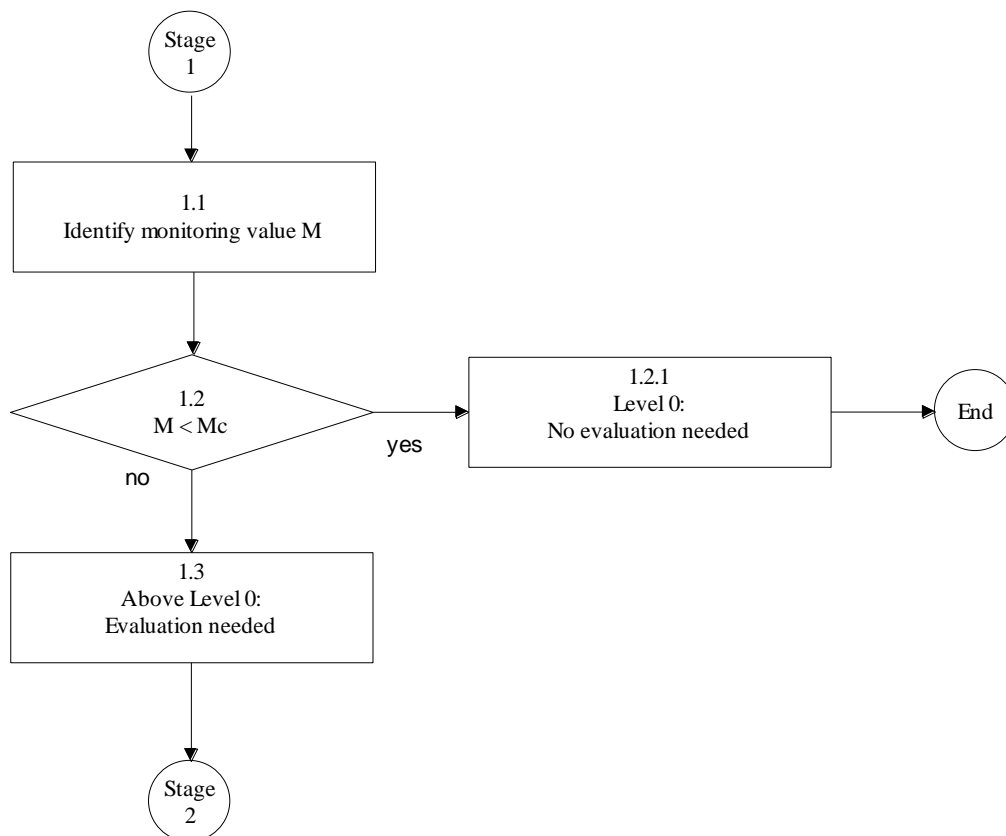 Stage
1
1.1
Identify monitoring value M
1.2
M < Mc
yes
no
1.2.1
Level 0:
No evaluation needed
End
1.3
Above Level 0:
Evaluation needed
Stage
2